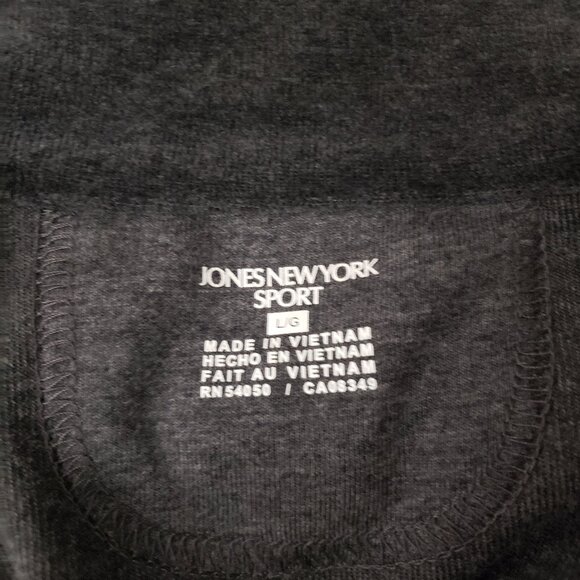 JONES NEW YORK
SPORT
L/G
MADE IN VIETNAM
HECHO EN VIETNAM
FAIT AU VIETNAM
RN 54050 / CA08349